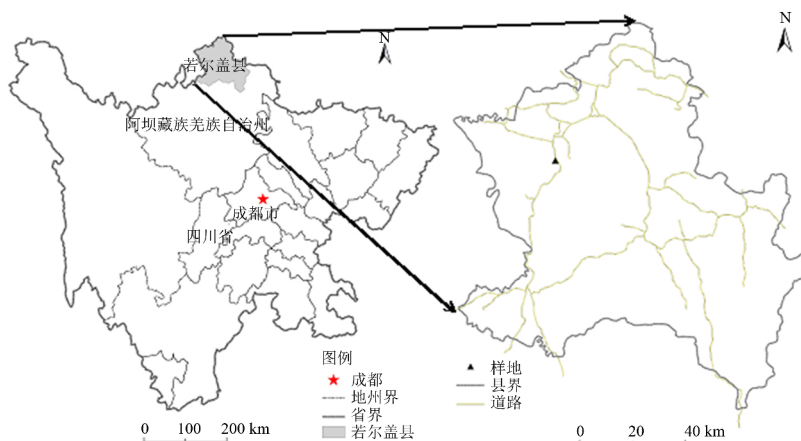 N
N
若尔盖县
阿坝藏族羌族自治州
成都市
四川省
图例
成都
地州界
省界
若尔盖县
样地
县界
道路
0 100 200 km
0 20 40 km